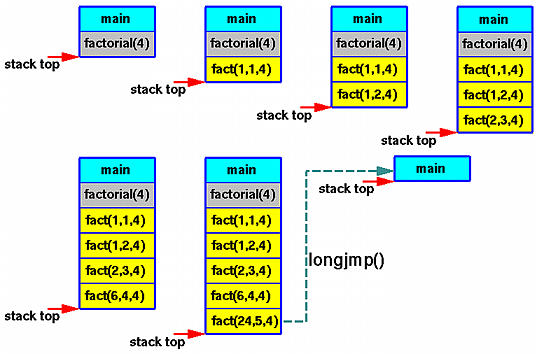 main
factorial(4)
stack top
main
factorial(4)
fact(1,1,4)
stack top
main
factorial(4)
fact(1,1,4)
fact(1,2,4)
stack top
main
factorial(4)
fact(1,1,4)
fact(1,2,4)
fact(2,3,4)
stack top
main
factorial(4)
fact(1,1,4)
fact(1,2,4)
fact(2,3,4)
fact(6,4,4)
stack top
main
factorial(4)
fact(1,1,4)
fact(1,2,4)
fact(2,3,4)
fact(6,4,4)
fact(24,5,4)
stack top
longjmp()
main
stack top